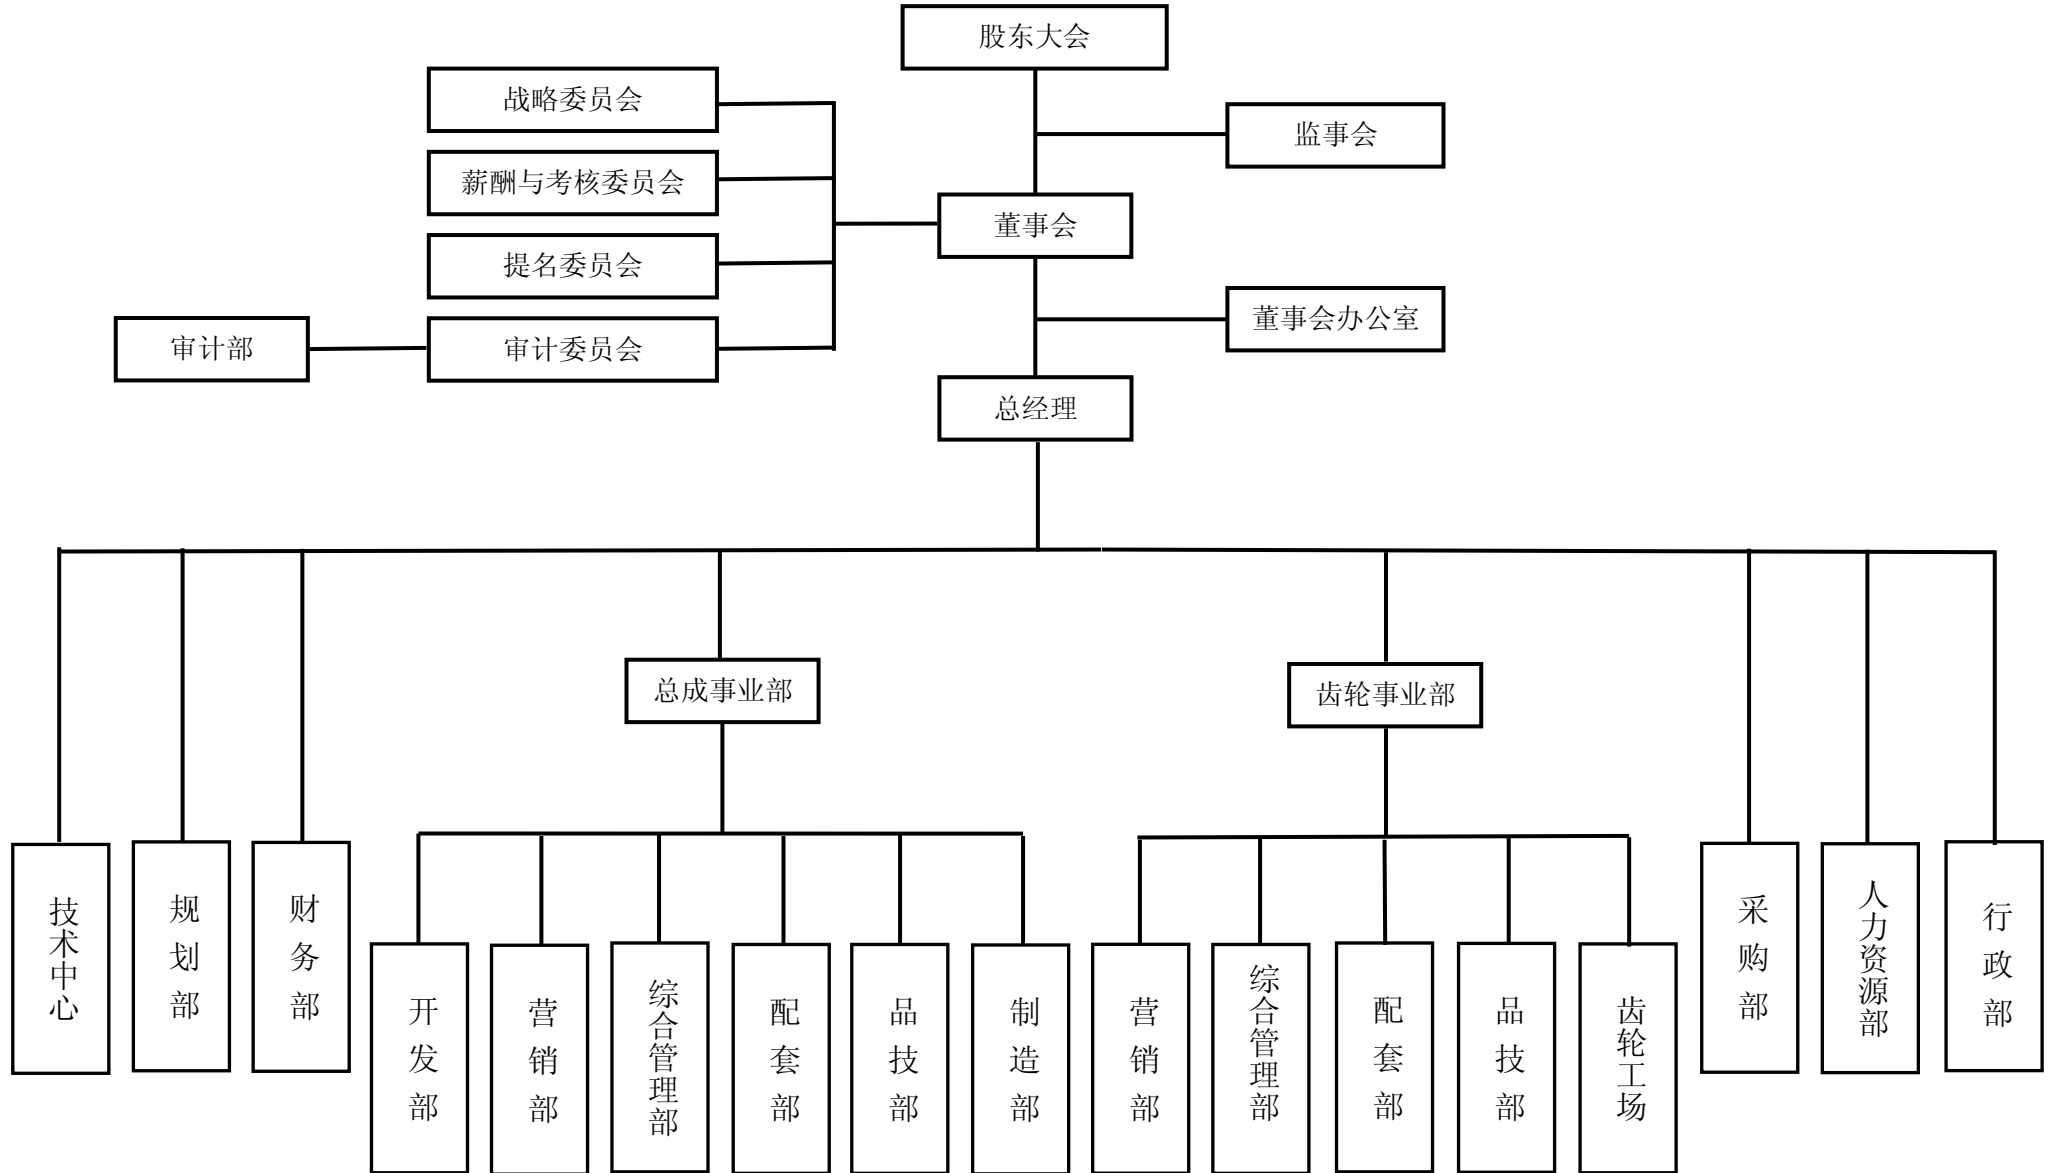 股东大会
战略委员会
监事会
薪酬与考核委员会
董事会
提名委员会
董事会办公室
审计部
审计委员会
总经理
总成事业部
齿轮事业部
技术中心
规划部
财务部
开发部
营销部
综合管理部
配套部
品技部
制造部
营销部
综合管理部
配套部
品技部
齿轮工场
采购部
人力资源部
行政部